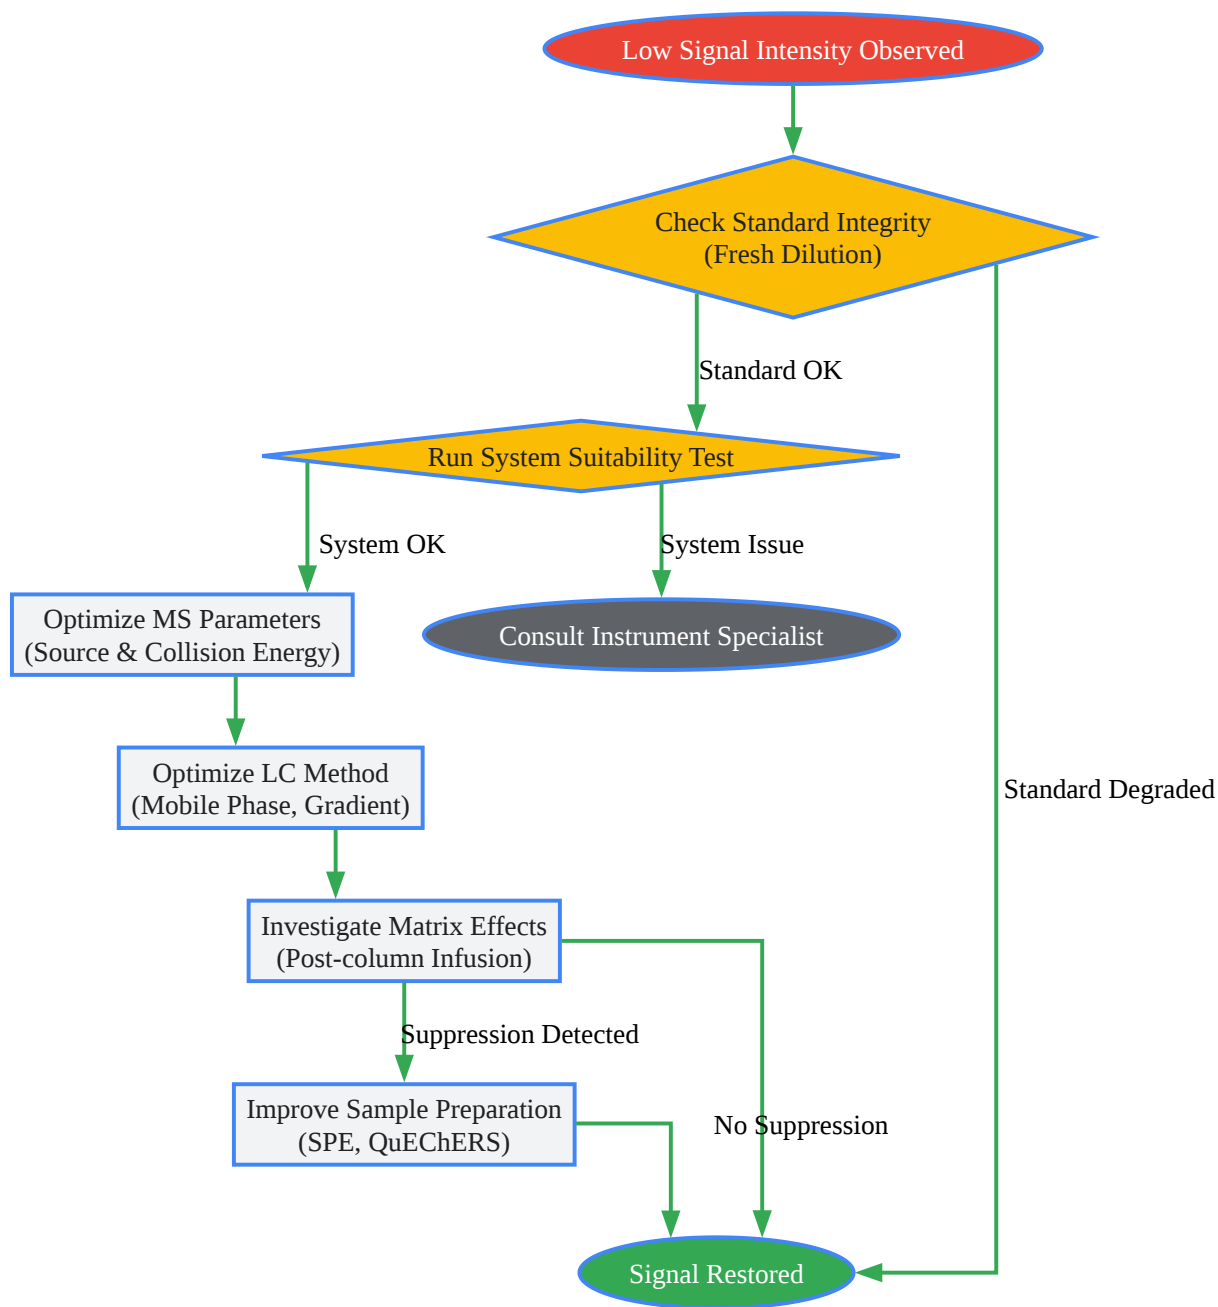 Low Signal Intensity Observed
Check Standard Integrity
(Fresh Dilution)
Standard OK
Run System Suitability Test
System OK
System Issue
Optimize MS Parameters
(Source & Collision Energy)
Consult Instrument Specialist
Optimize LC Method
(Mobile Phase, Gradient)
Standard Degraded
Investigate Matrix Effects
(Post-column Infusion)
Suppression Detected
Improve Sample Preparation
(SPE, QuEChERS)
No Suppression
Signal Restored